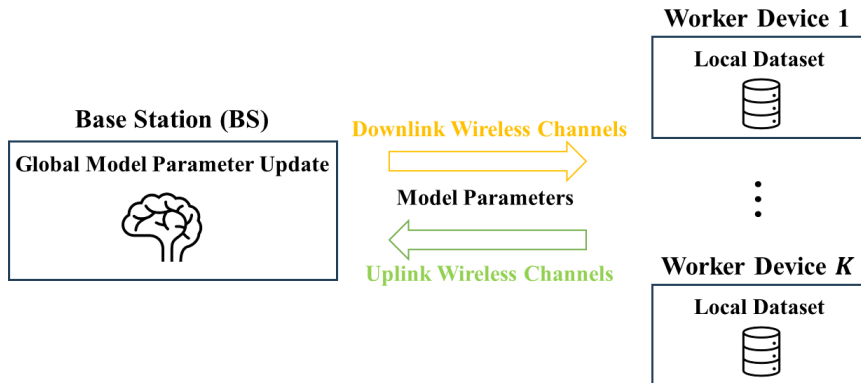 Base Station (BS)
Global Model Parameter Update
Downlink Wireless Channels
Model Parameters
Uplink Wireless Channels
Worker Device 1
Local Dataset
Worker Device K
Local Dataset